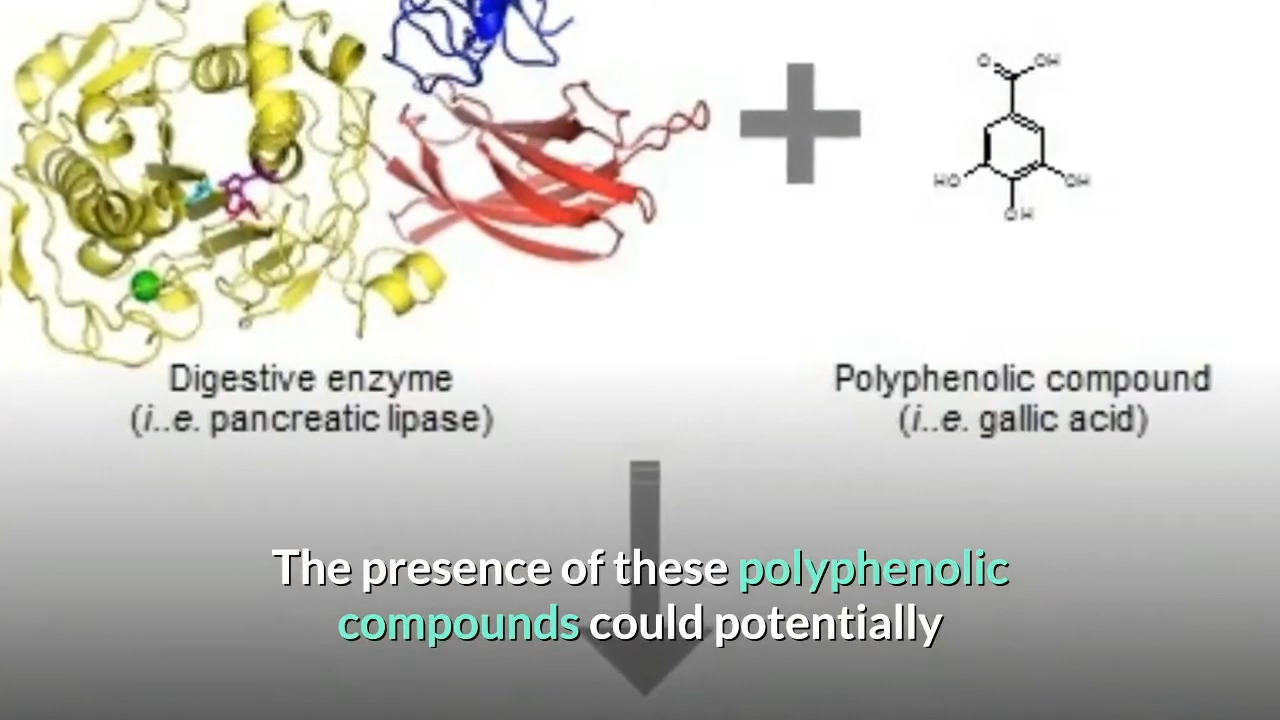 O OH
HO OH
OH
Digestive enzyme
(i..e. pancreatic lipase)
Polyphenolic compound
(i..e. gallic acid)
The presence of these polyphenolic
compounds could potentially